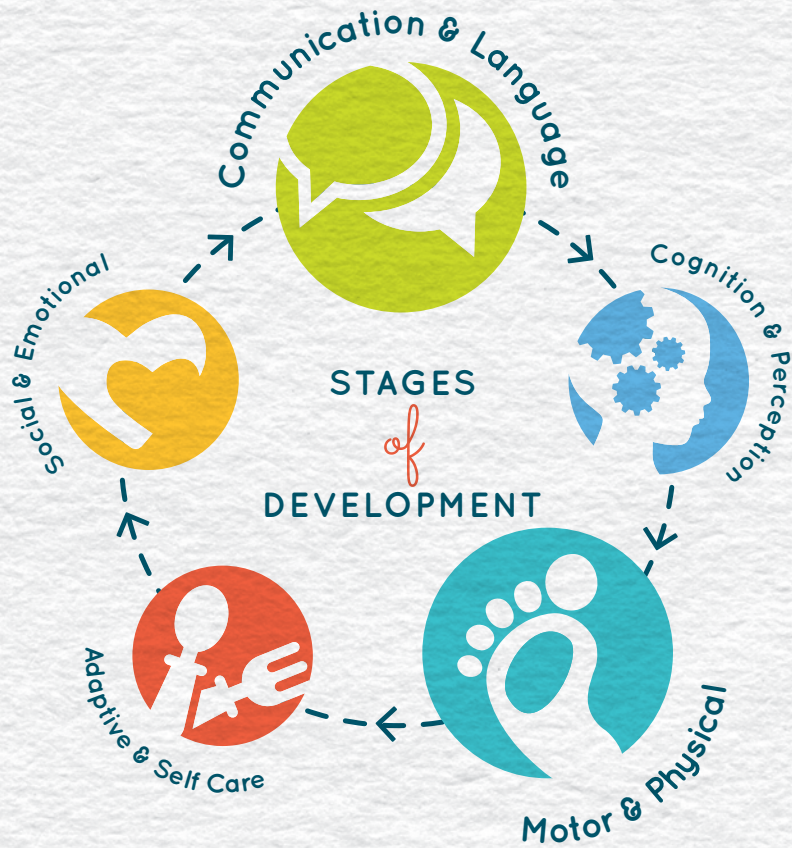 Communication & Language
Cognition & Perception
Motor & Physical
Adaptive & Self Care
Social & Emotional
STAGES
of
DEVELOPMENT